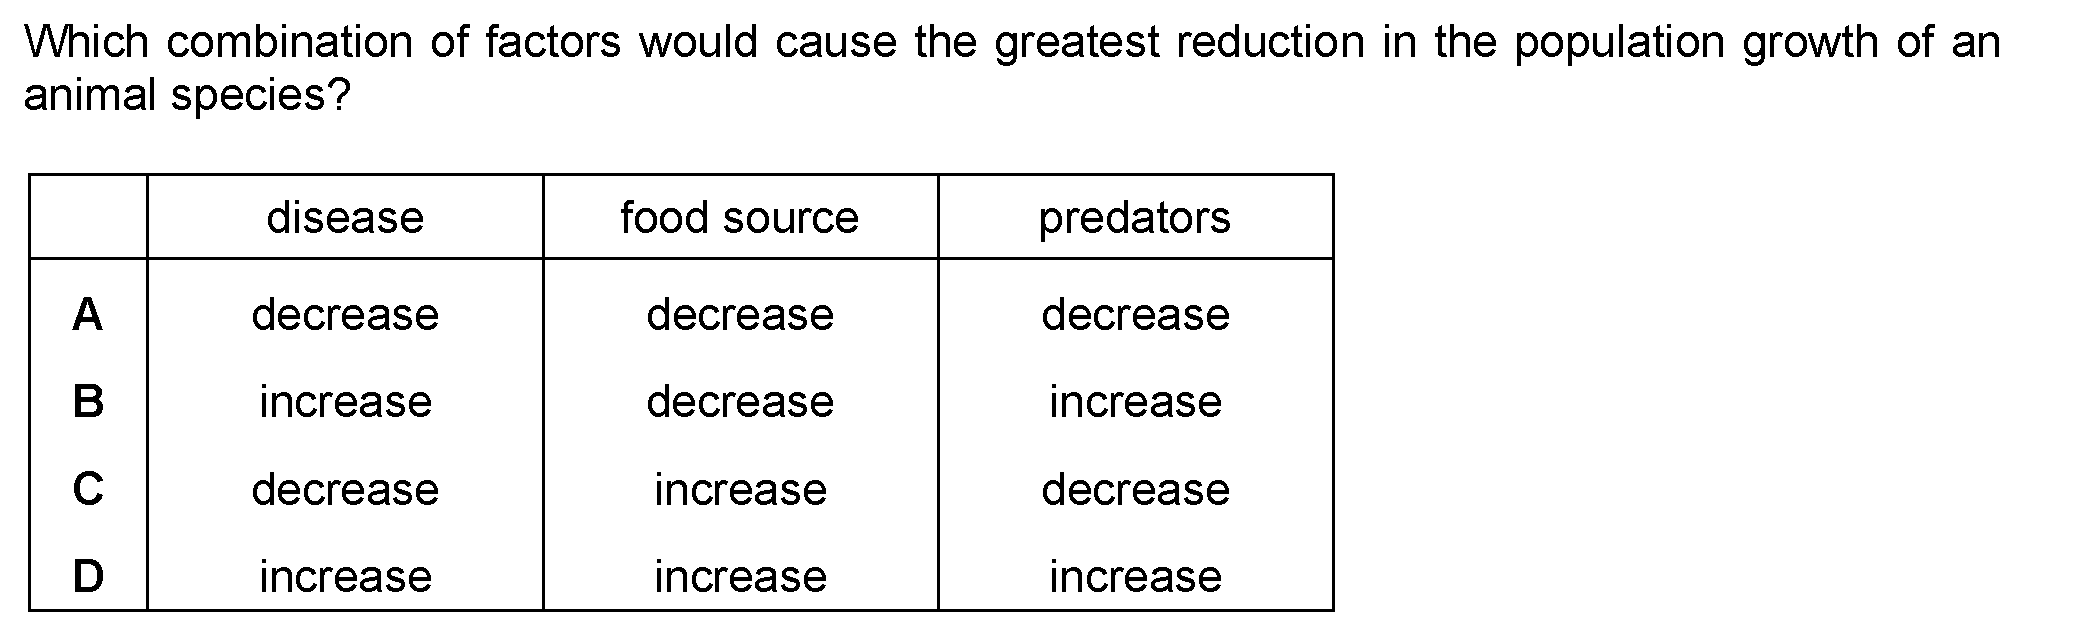 Which combination of factors would cause the greatest reduction in the population growth of an
animal species?
disease food source predators
A decrease decrease decrease
B increase decrease increase
C decrease increase decrease
D increase increase increase